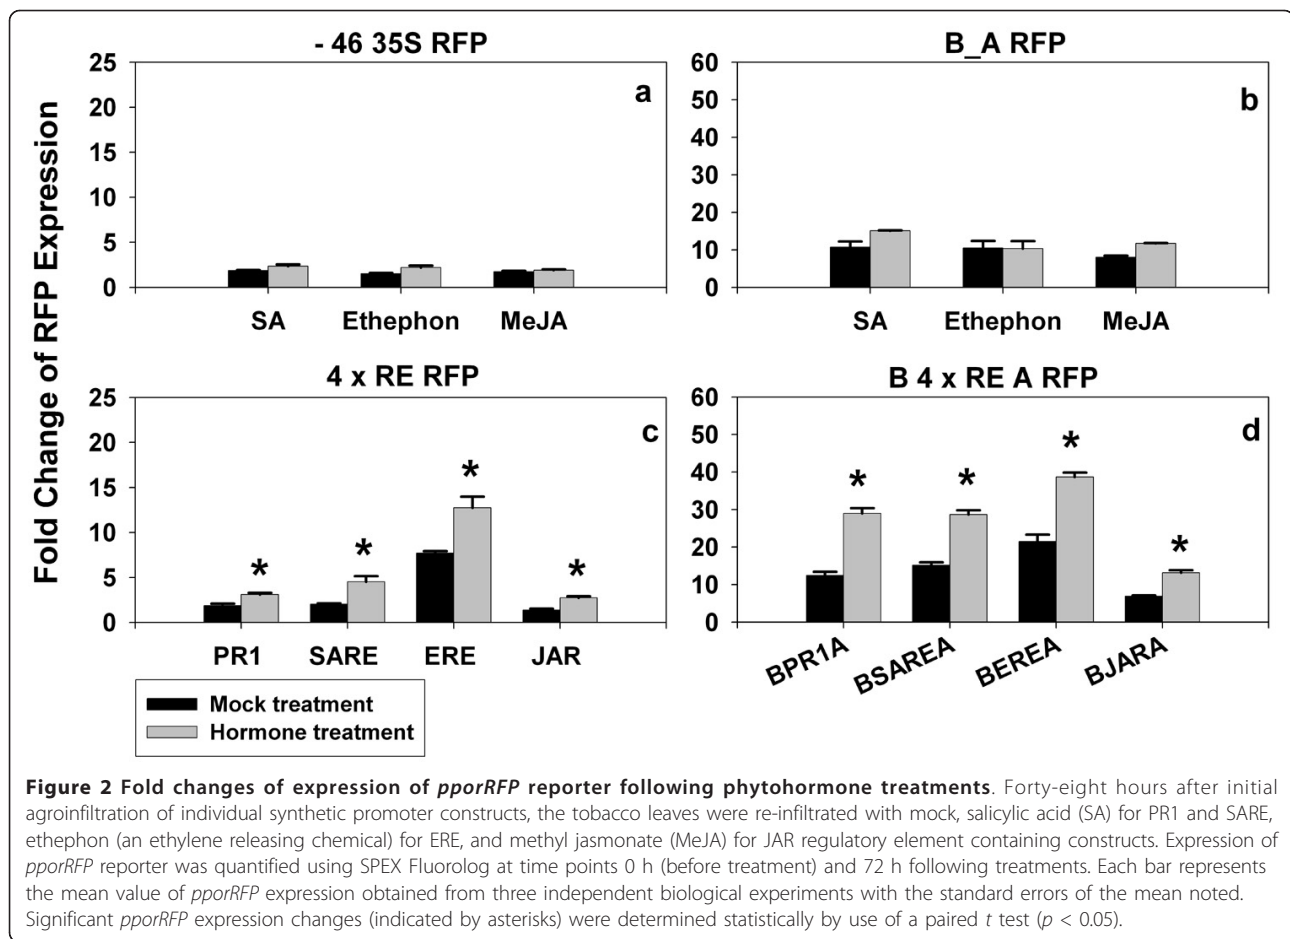 Fold Change of RFP Expression
- 46 35S RFP
25
20
15
10
5
0
a
SA Ethephon MeJA
B_A RFP
60
50
40
30
20
10
0
b
SA Ethephon MeJA
4 x RE RFP
25
20
15
10
5
0
c
* * * *
PR1 SARE ERE JAR
B 4 x RE A RFP
60
50
40
30
20
10
0
d
* * * *
BPR1A BSAREA BEREA BJARA
Mock treatment
Hormone treatment
Figure 2 Fold changes of expression of pporRFP reporter following phytohormone treatments. Forty-eight hours after initial
agroinfiltration of individual synthetic promoter constructs, the tobacco leaves were re-infiltrated with mock, salicylic acid (SA) for PR1 and SARE,
ethephon (an ethylene releasing chemical) for ERE, and methyl jasmonate (MeJA) for JAR regulatory element containing constructs. Expression of
pporRFP reporter was quantified using SPEX Fluorolog at time points 0 h (before treatment) and 72 h following treatments. Each bar represents
the mean value of pporRFP expression obtained from three independent biological experiments with the standard errors of the mean noted.
Significant pporRFP expression changes (indicated by asterisks) were determined statistically by use of a paired t test (p < 0.05).